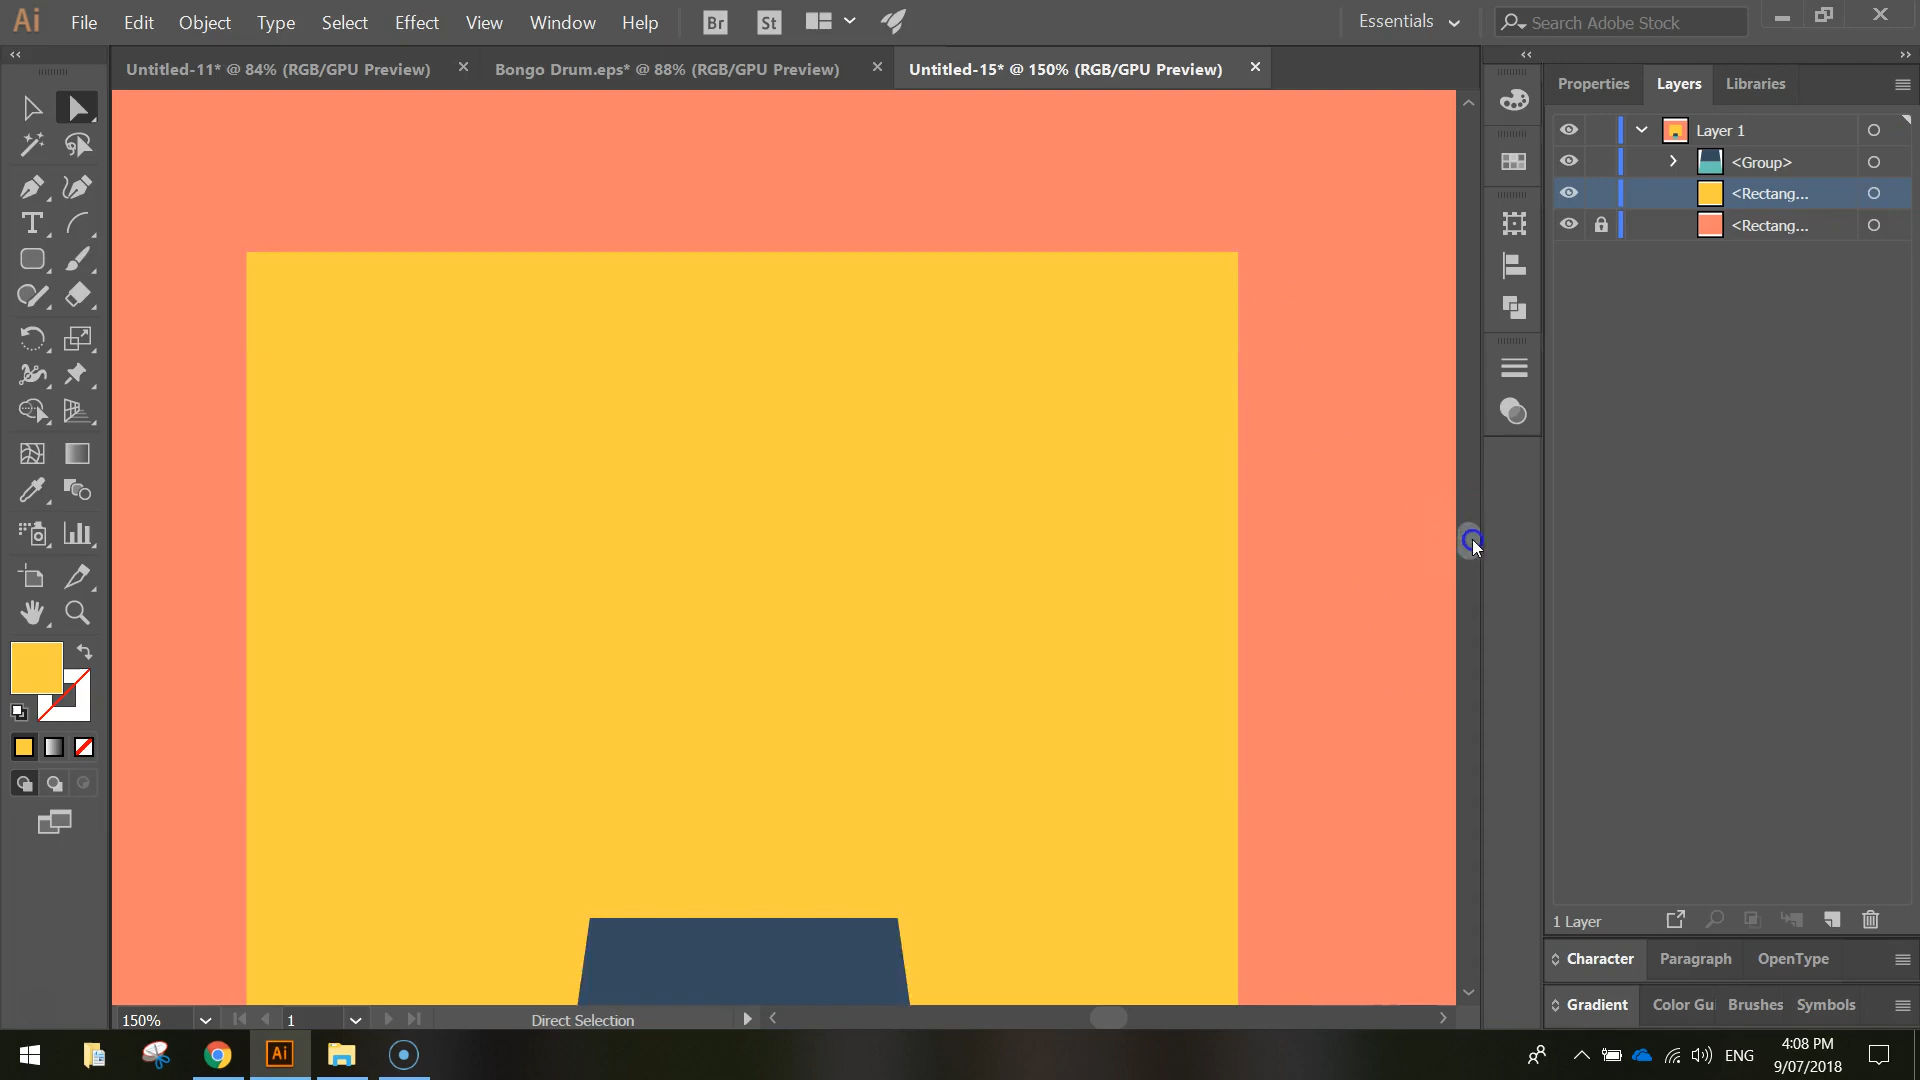 Ai File Edit Object Type Select Effect View Window Help Br St Essentials Search Adobe Stock
Untitled-11* @ 84% (RGB/GPU Preview) Bongo Drum.eps* @ 88% (RGB/GPU Preview) Untitled-15* @ 150% (RGB/GPU Preview)
Properties Layers Libraries
Layer 1
<Group>
<Rectang...
<Rectang...
1 Layer
Character Paragraph OpenType
Gradient Color Gu Brushes Symbols
150% 1 Direct Selection
Ai ENG 4:08 PM
9/07/2018